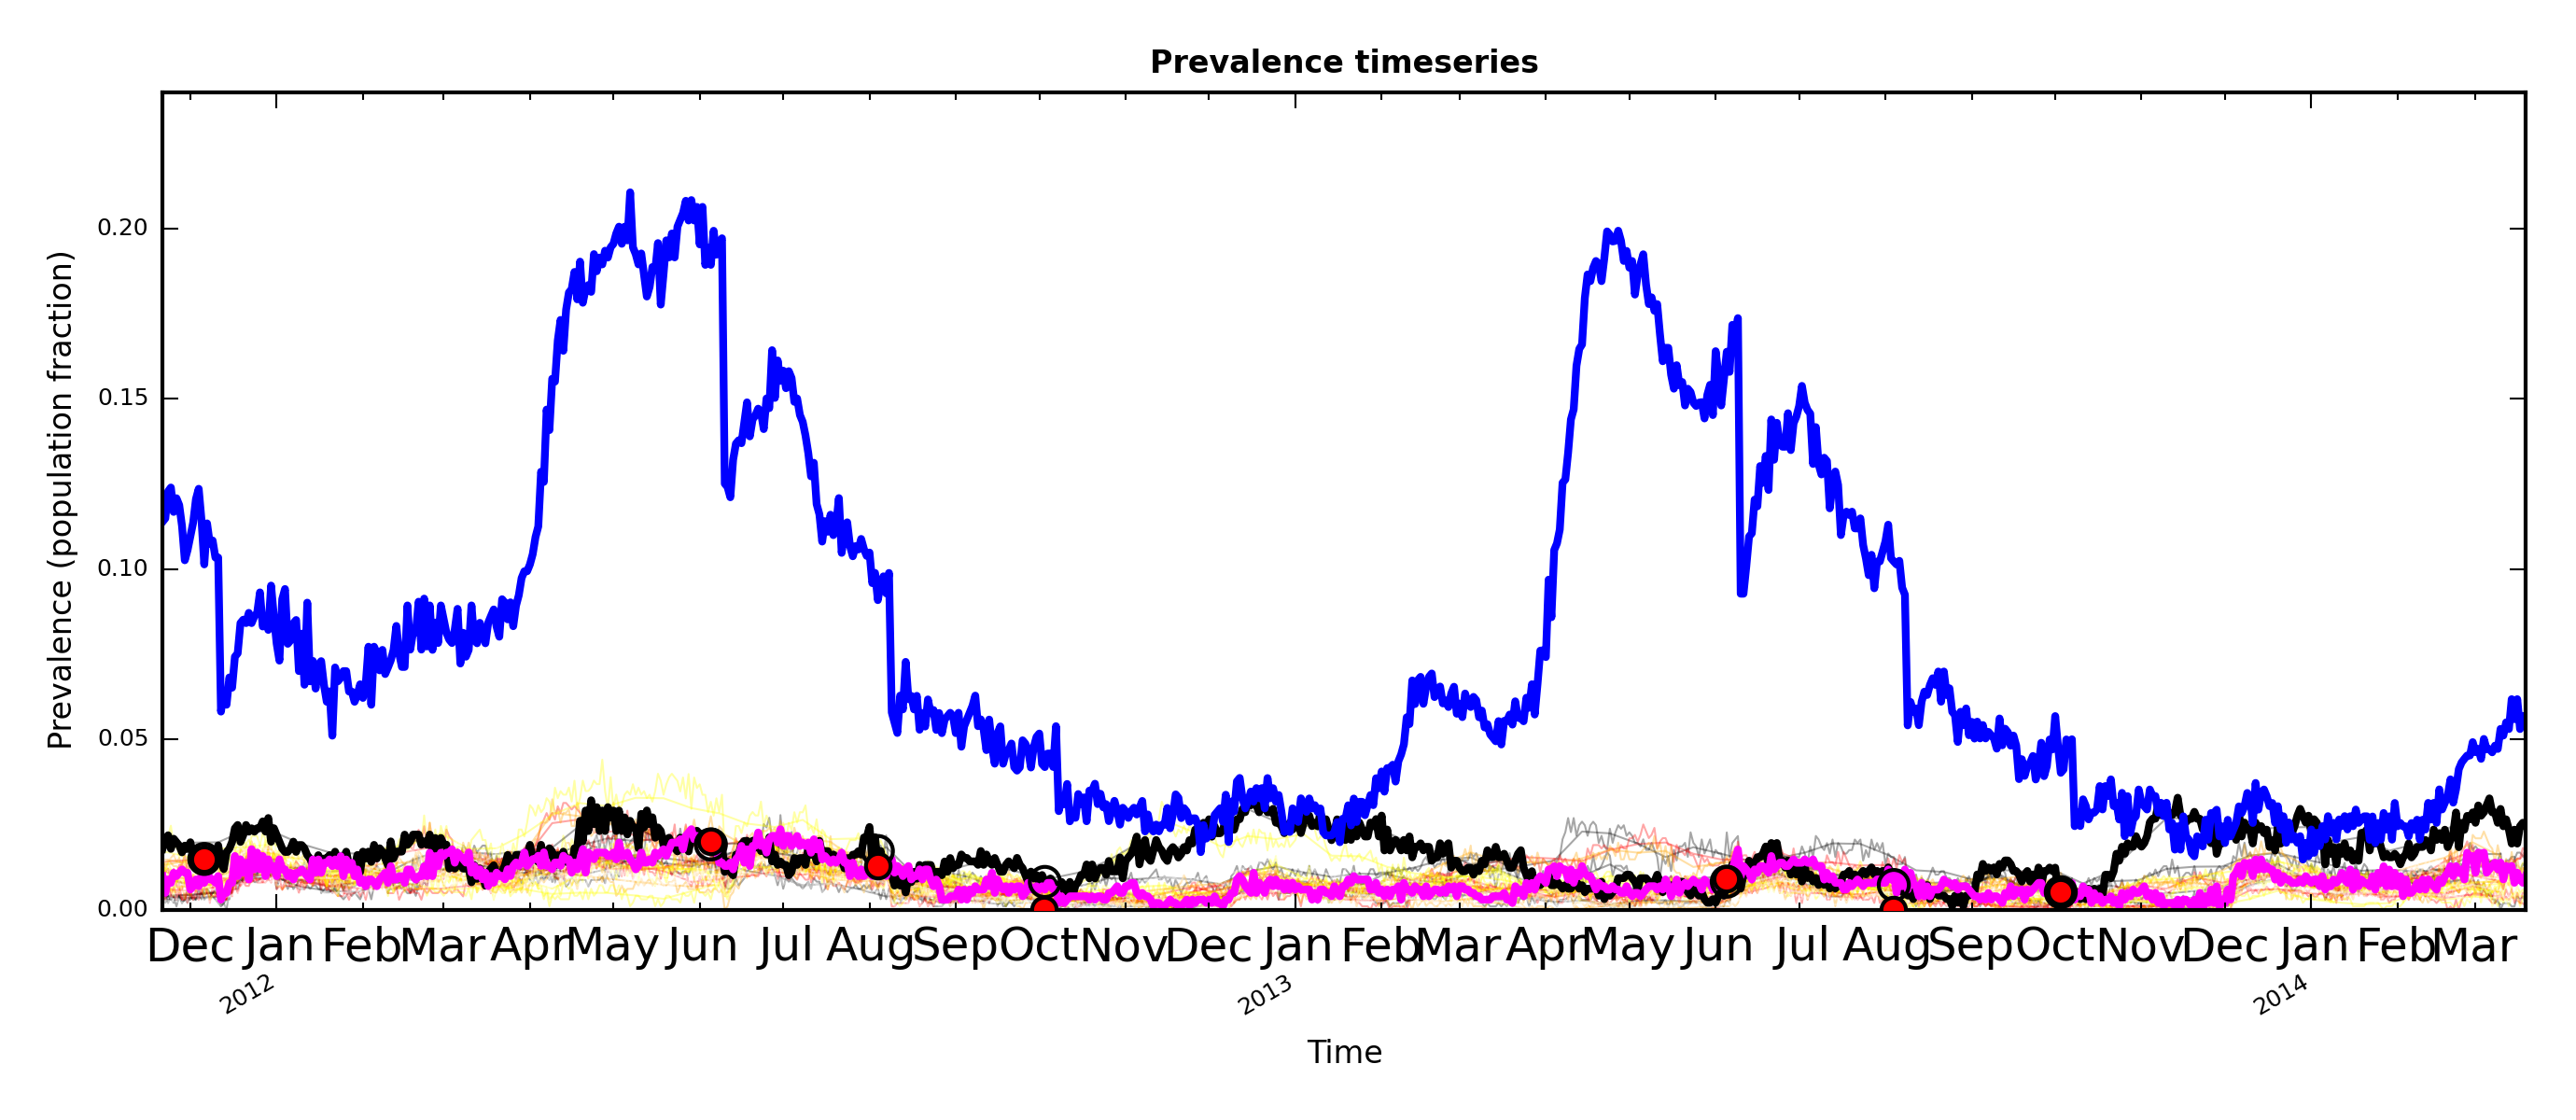 Prevalence timeseries
Prevalence (population fraction)
0.20
0.15
0.10
0.05
0.00
Dec Jan Feb Mar Apr May Jun Jul Aug Sep Oct Nov Dec Jan Feb Mar Apr May Jun Jul Aug Sep Oct Nov Dec Jan Feb Mar
2012 2013 2014
Time